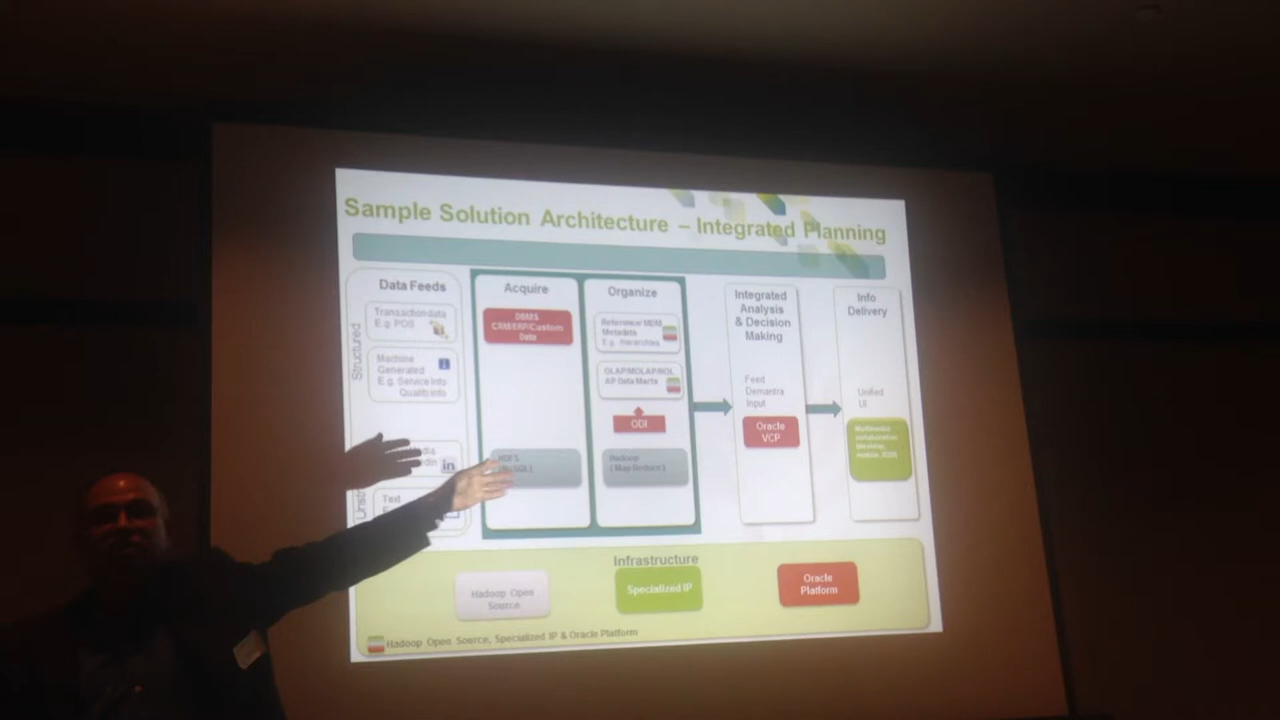 Sample Solution Architecture – Integrated Planning
Data Feeds
Structured
Transaction data
E.g. POS
Machine
Generated
E.g. Service Info
Quality info
in
Text
Acquire
DBMS
CRM/ERP/Custom
Data
HDFS
Organize
Reference/ MDM
Metadata
E.g. Hierarchies
OLAP/MOLAP/ROL
AP Data Marts
ODI
Hadoop
( Map Reduce )
Integrated
Analysis
& Decision
Making
Feed
Demantra
Input
Oracle
VCP
Info
Delivery
Unified
UI
Multimedia
collaboration
Infrastructure
Hadoop Open
Source
Specialized IP
Oracle
Platform
Hadoop Open Source, Specialized IP & Oracle Platform